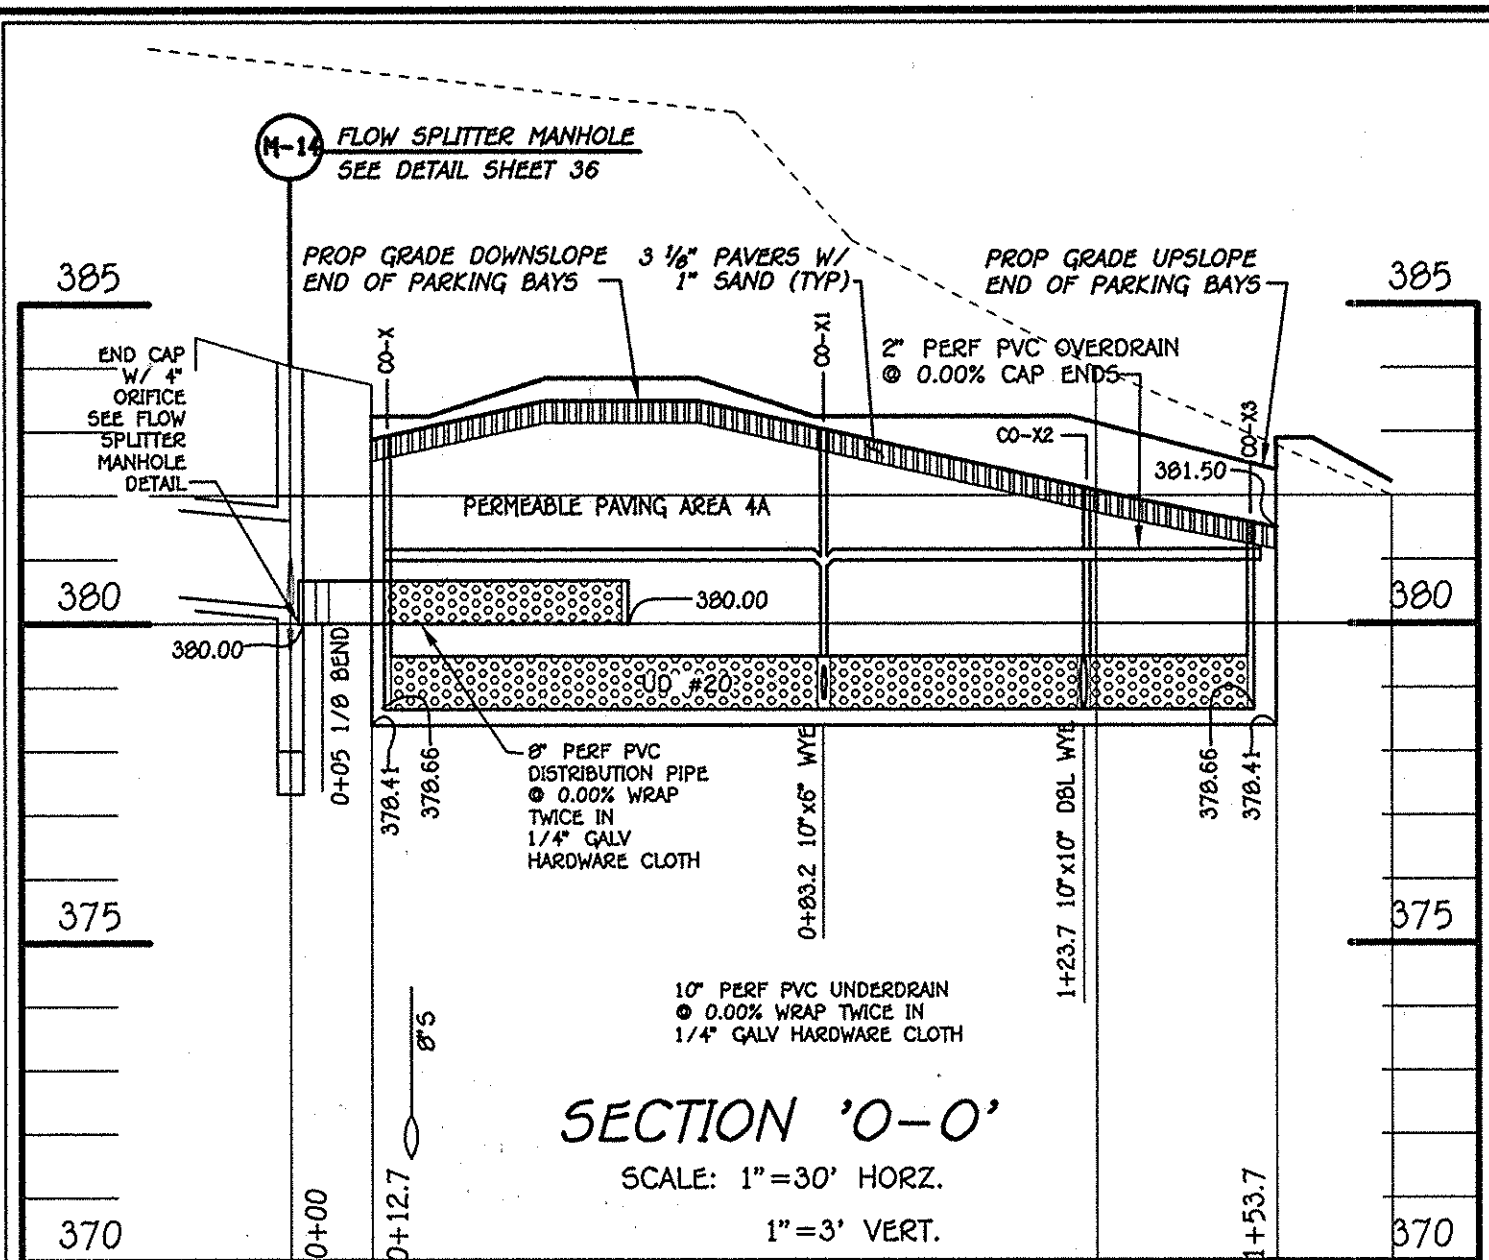 M-14
FLOW SPLITTER MANHOLE
SEE DETAIL SHEET 36
PROP GRADE DOWNSLOPE
END OF PARKING BAYS
3 1/8" PAVERS W/
1" SAND (TYP)
PROP GRADE UPSLOPE
END OF PARKING BAYS
385
385
END CAP
W/ 4"
ORIFICE
SEE FLOW
SPLITTER
MANHOLE
DETAIL
CO-X
CO-X1
2" PERF PVC OVERDRAIN
@ 0.00% CAP ENDS
CO-X2
CO-X3
381.50
PERMEABLE PAVING AREA 4A
380
380
380.00
380.00
0+05 1/8 BEND
UD #20
378.41
378.66
8" PERF PVC
DISTRIBUTION PIPE
@ 0.00% WRAP
TWICE IN
1/4" GALV
HARDWARE CLOTH
0+83.2 10"x6" WYE
1+23.7 10"x10" DBL WYE
378.66
378.41
375
375
10" PERF PVC UNDERDRAIN
@ 0.00% WRAP TWICE IN
1/4" GALV HARDWARE CLOTH
8"S
SECTION 'O-O'
SCALE: 1"=30' HORZ.
1"=3' VERT.
370
370
0+00
0+12.7
1+53.7